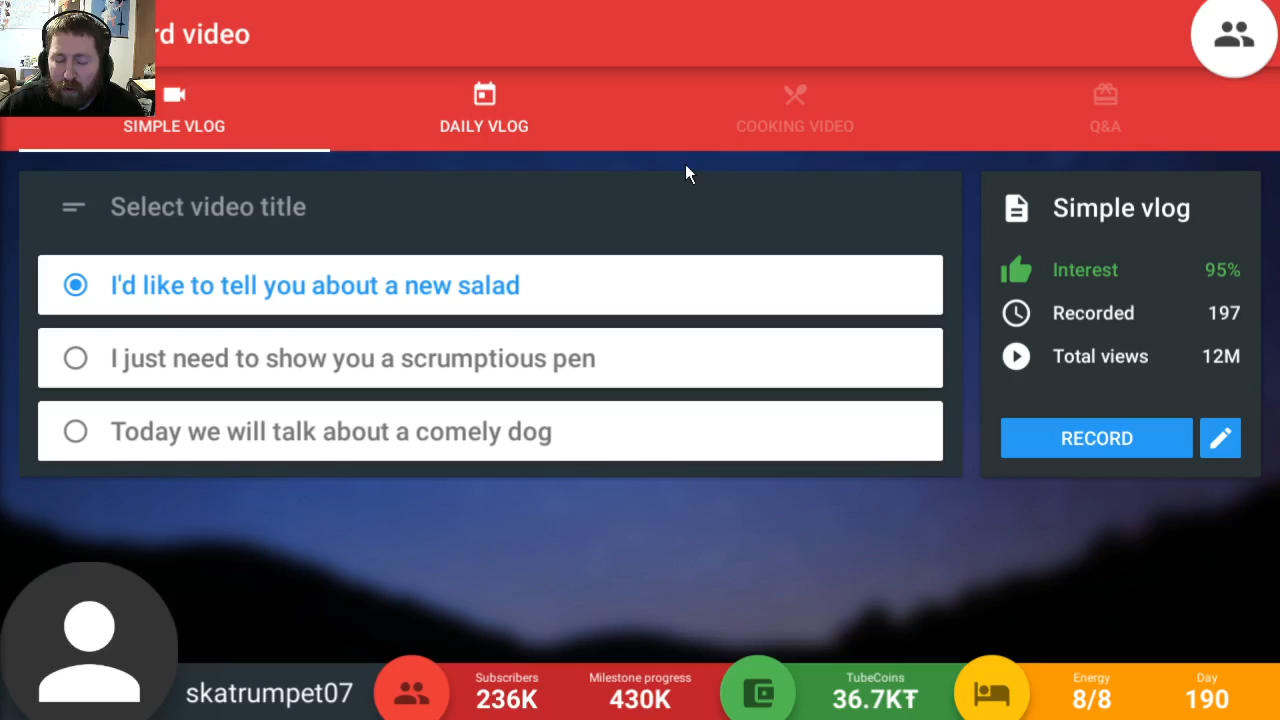 rd video
SIMPLE VLOG
DAILY VLOG
COOKING VIDEO
Q&A
Select video title
I'd like to tell you about a new salad
I just need to show you a scrumptious pen
Today we will talk about a comely dog
Simple vlog
Interest 95%
Recorded 197
Total views 12M
RECORD
skatrumpet07
Subscribers
236K
Milestone progress
430K
TubeCoins
36.7KŦ
Energy
8/8
Day
190